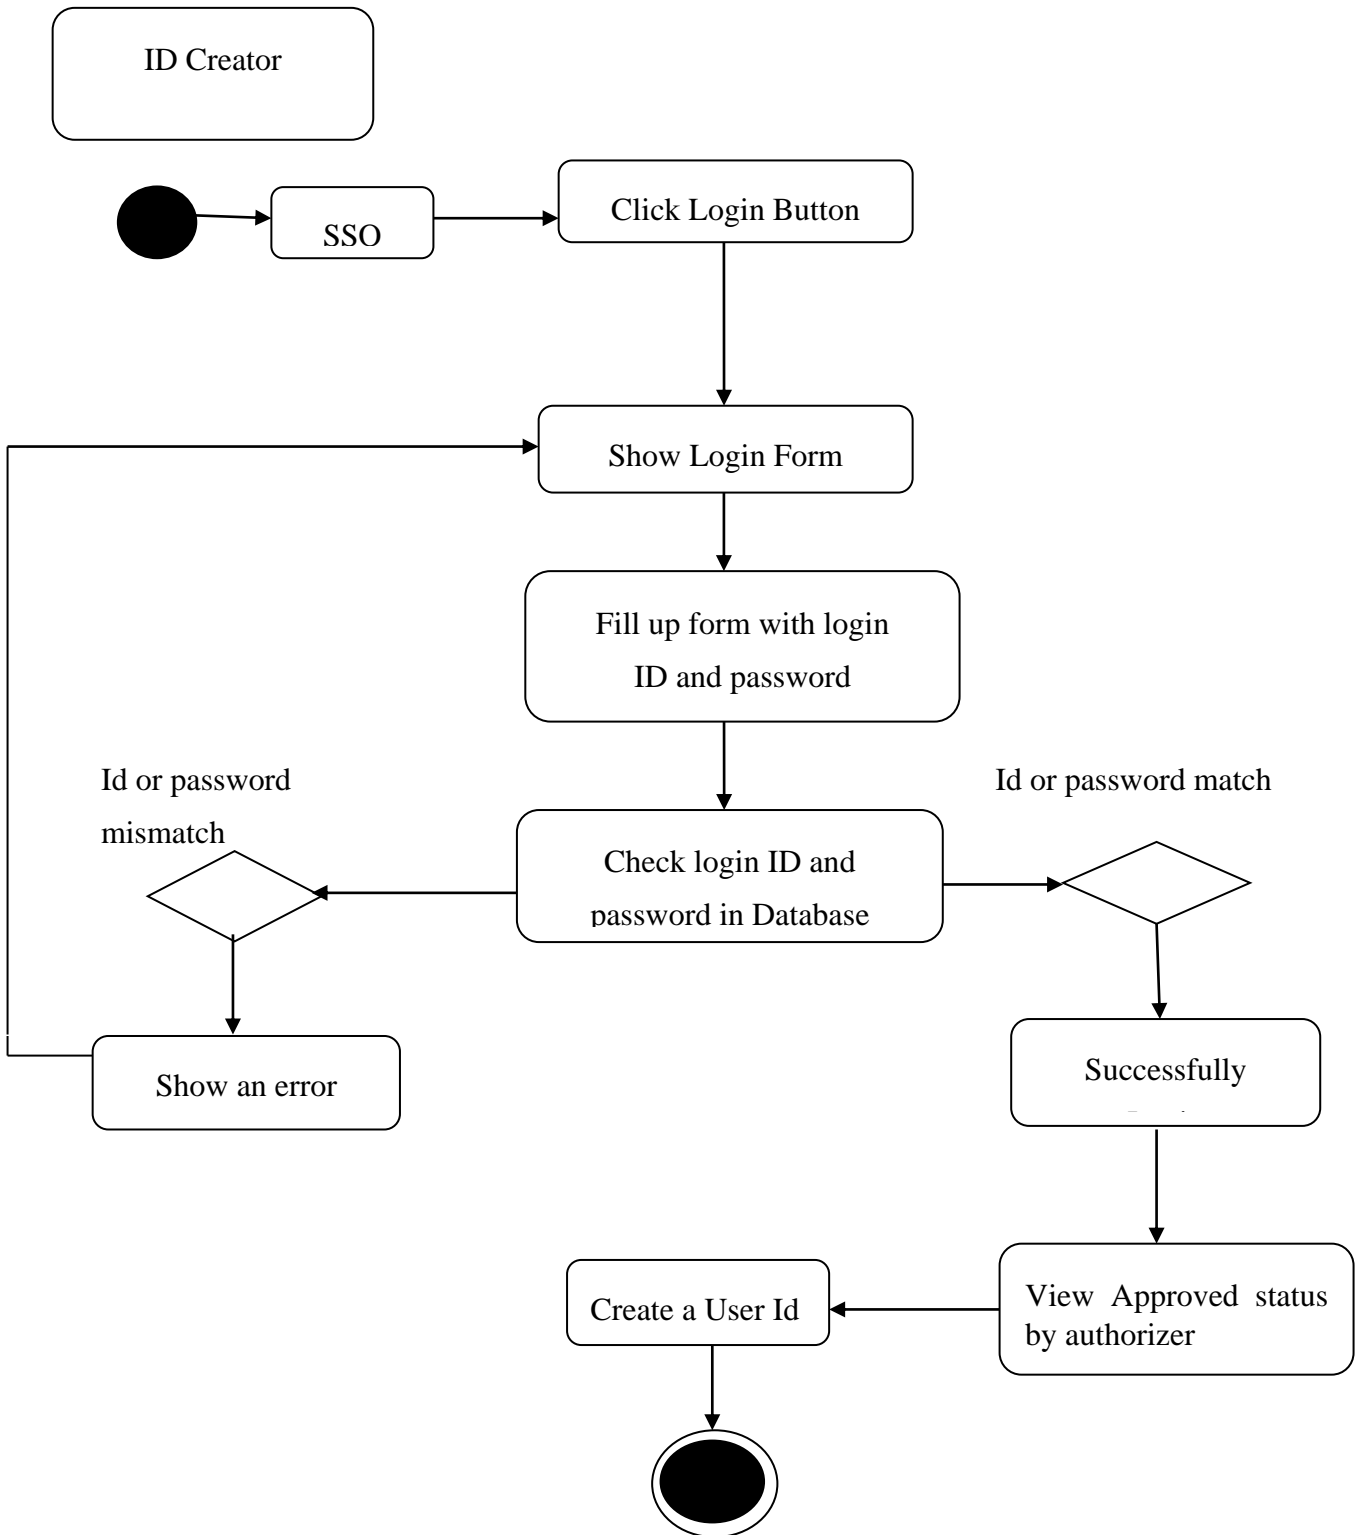 ID Creator
SSO
Click Login Button
Show Login Form
Fill up form with login
ID and password
Id or password
mismatch
Id or password match
Check login ID and
password in Database
Show an error
Successfully
View Approved status
by authorizer
Create a User Id